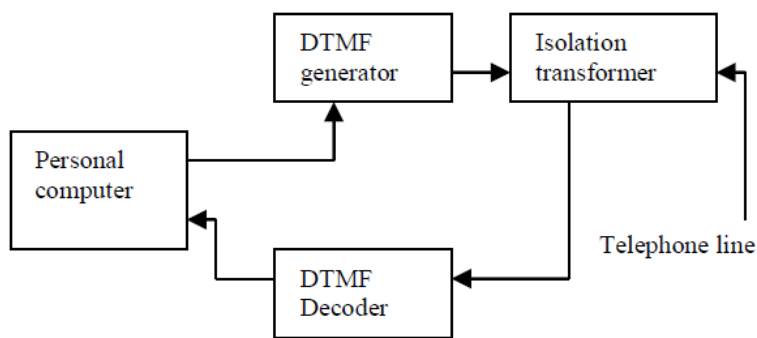 DTMF
generator
Isolation
transformer
Personal
computer
Telephone line
DTMF
Decoder